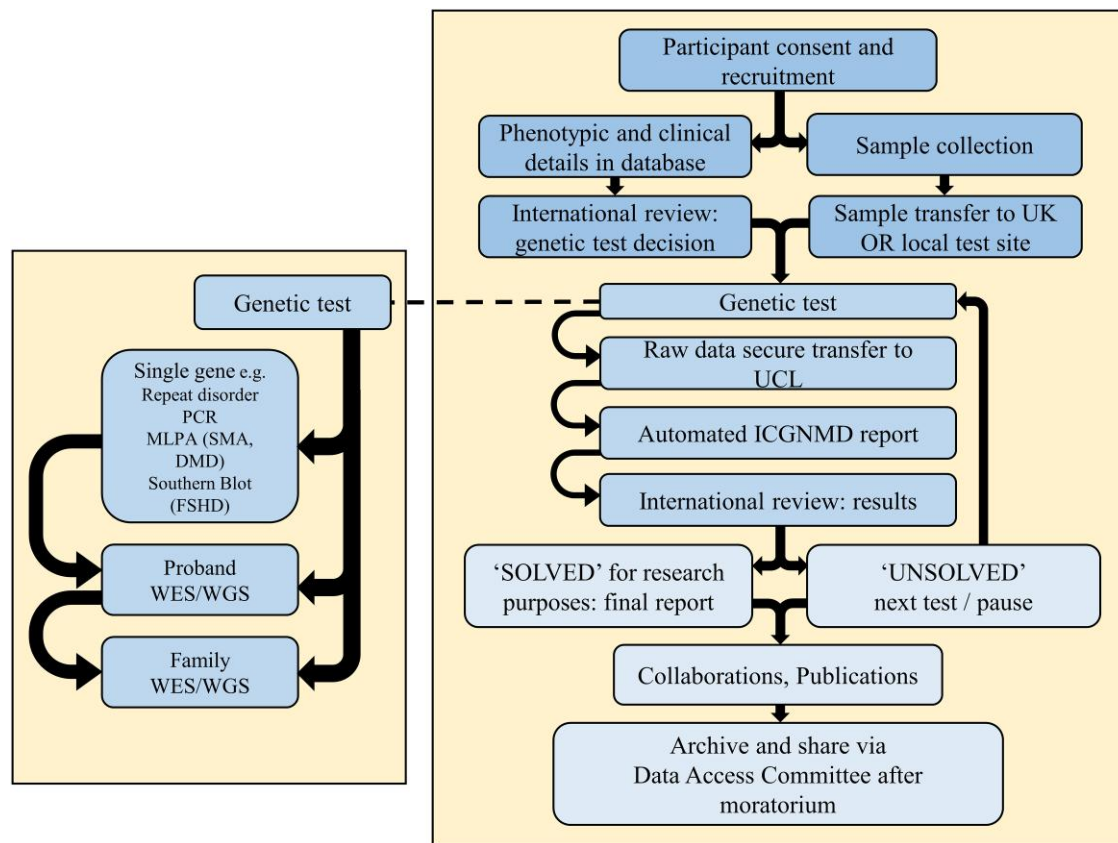 Participant consent and
recruitment
Phenotypic and clinical
details in database
Sample collection
International review:
genetic test decision
Sample transfer to UK
OR local test site
Genetic test
Raw data secure transfer to
UCL
Automated ICGNMD report
International review: results
‘SOLVED’ for research
purposes: final report
‘UNSOLVED’
next test / pause
Collaborations, Publications
Archive and share via
Data Access Committee after
moratorium
Genetic test
Single gene e.g.
Repeat disorder
PCR
MLPA (SMA,
DMD)
Southern Blot
(FSHD)
Proband
WES/WGS
Family
WES/WGS